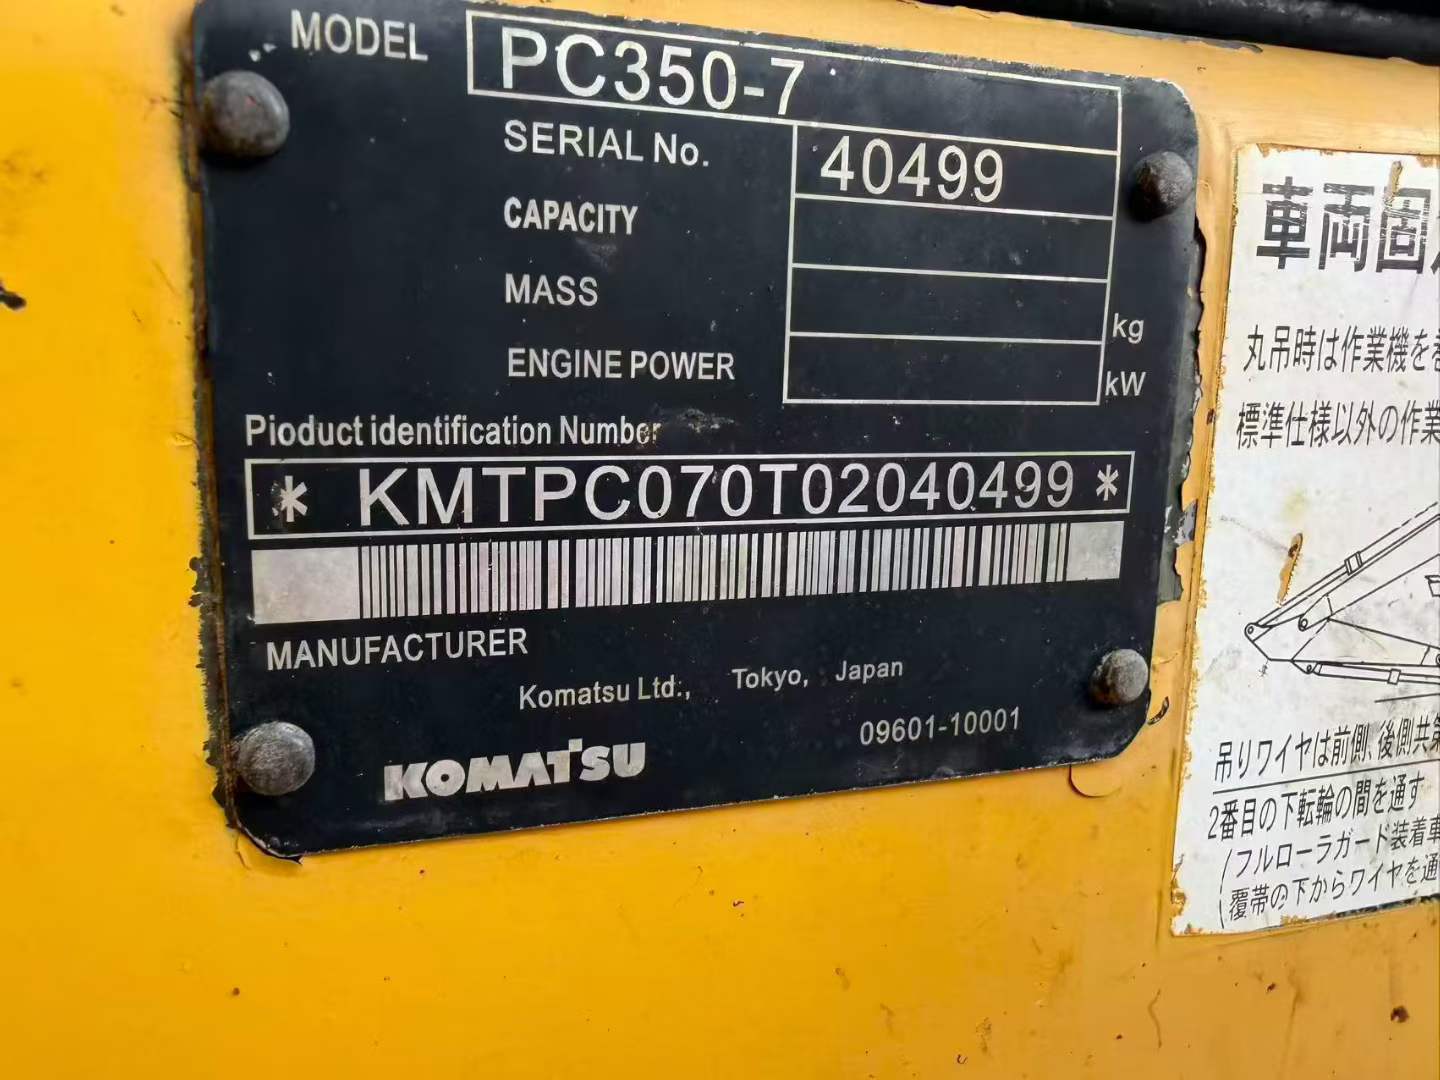 MODEL PC350-7
SERIAL No. 40499
CAPACITY
MASS kg
ENGINE POWER kW
Pioduct identification Number
* KMTPC070T02040499 *
MANUFACTURER
Komatsu Ltd., Tokyo, Japan
09601-10001
KOMATSU
車両固
丸吊時は作業機を
標準仕様以外の作業
吊りワイヤは前側、後側共第
2番目の下転輪の間を通す
(フルローラガード装着車
覆帯の下からワイヤを通